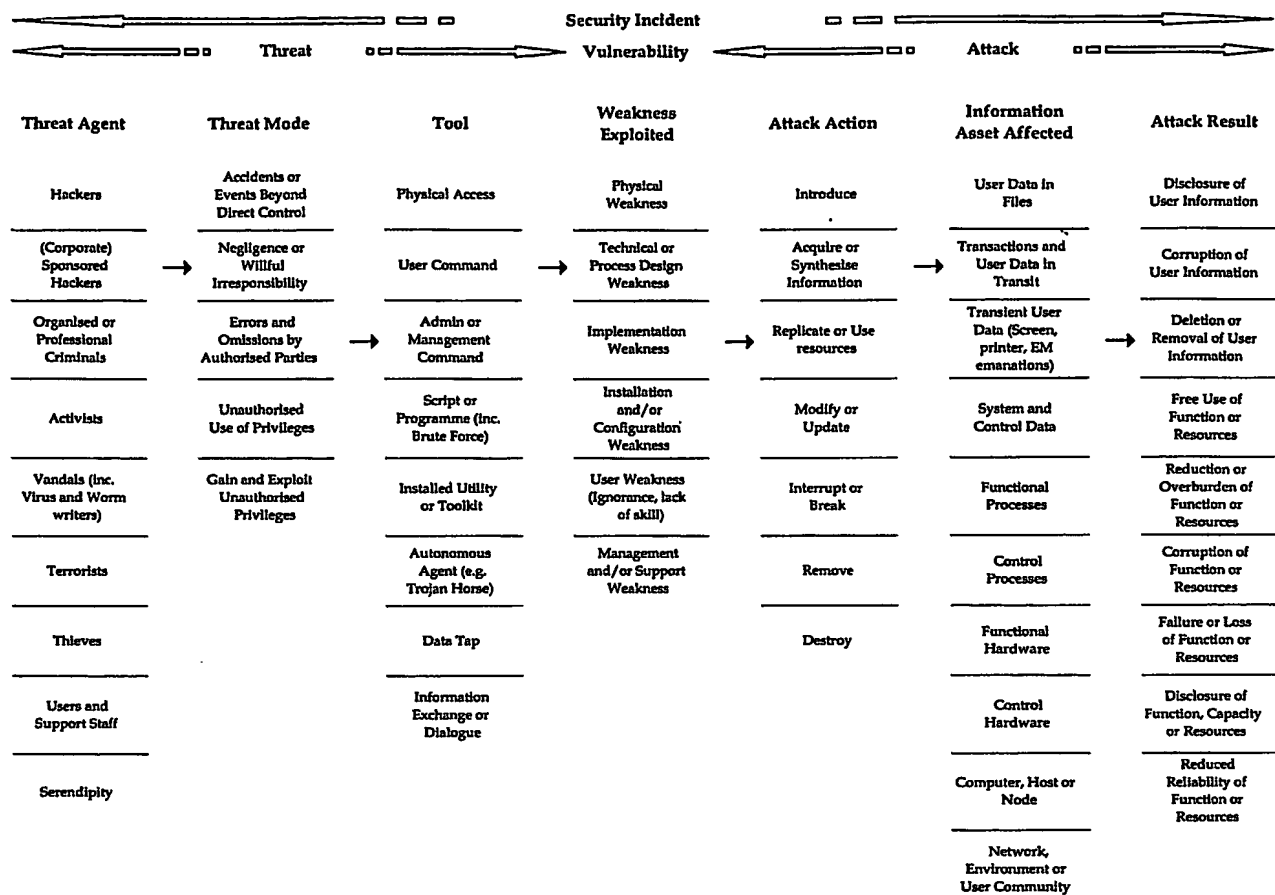 Security Incident
Threat
Vulnerability
Attack
Threat Agent
Hackers
(Corporate)
Sponsored
Hackers
Organised or
Professional
Criminals
Activists
Vandals (inc.
Virus and Worm
writers)
Terrorists
Thieves
Users and
Support Staff
Serendipity
Threat Mode
Accidents or
Events Beyond
Direct Control
Negligence or
Willful
Irresponsibility
Errors and
Omissions by
Authorised Parties
Unauthorised
Use of Privileges
Gain and Exploit
Unauthorised
Privileges
Tool
Physical Access
User Command
Admin or
Management
Command
Script or
Programme (inc.
Brute Force)
Installed Utility
or Toolkit
Autonomous
Agent (e.g.
Trojan Horse)
Data Tap
Information
Exchange or
Dialogue
Weakness
Exploited
Physical
Weakness
Technical or
Process Design
Weakness
Implementation
Weakness
Installation
and/or
Configuration
Weakness
User Weakness
(Ignorance, lack
of skill)
Management
and/or Support
Weakness
Attack Action
Introduce
Acquire or
Synthesise
Information
Replicate or Use
resources
Modify or
Update
Interrupt or
Break
Remove
Destroy
Information
Asset Affected
User Data in
Files
Transactions and
User Data in
Transit
Transient User
Data (Screen,
printer, EM
emanations)
System and
Control Data
Functional
Processes
Control
Processes
Functional
Hardware
Control
Hardware
Computer, Host or
Node
Network,
Environment or
User Community
Attack Result
Disclosure of
User Information
Corruption of
User Information
Deletion or
Removal of User
Information
Free Use of
Function or
Resources
Reduction or
Overburden of
Function or
Resources
Corruption of
Function or
Resources
Failure or Loss
of Function or
Resources
Disclosure of
Function, Capacity
or Resources
Reduced
Reliability of
Function or
Resources